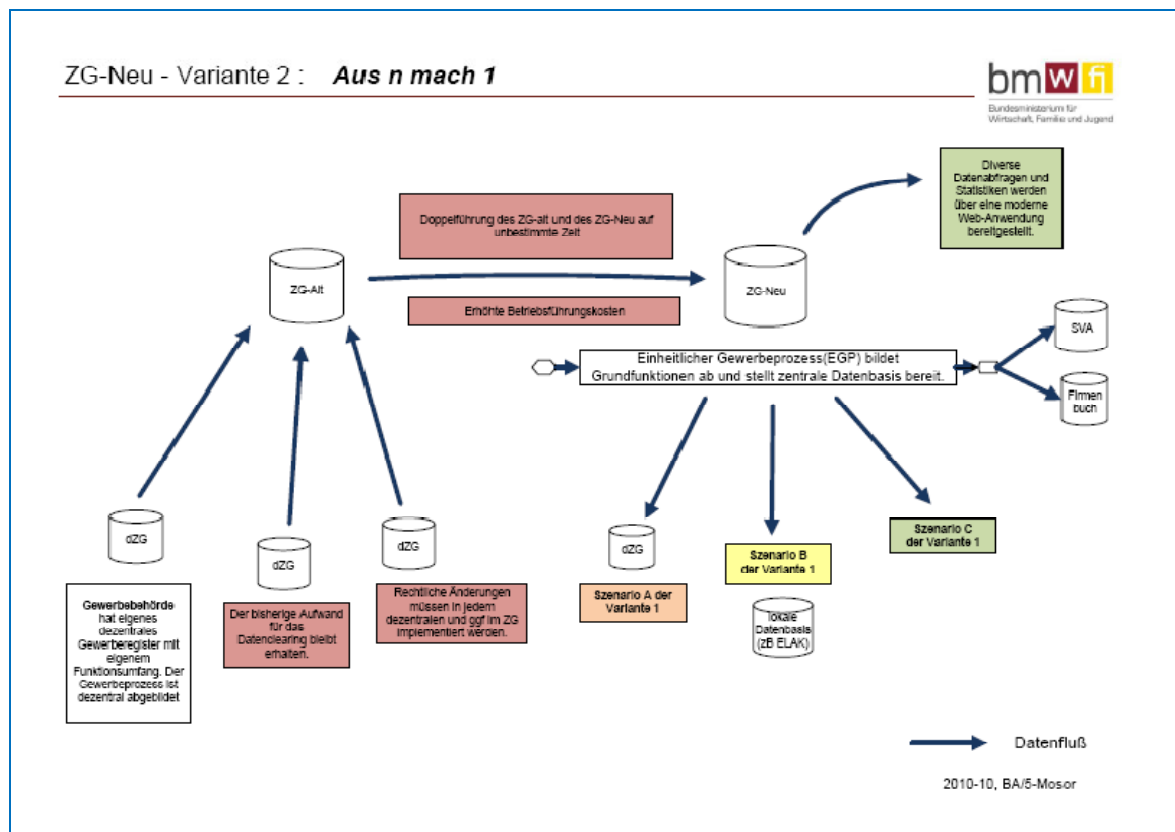 ZG-Neu - Variante 2 : Aus n mach 1
bmwfi
Bundesministerium für
Wirtschaft, Familie und Jugend
Diverse
Datenabfragen und
Statistiken werden
über eine moderne
Web-Anwendung
bereitgestellt.
Doppelführung des ZG-alt und des ZG-Neu auf
unbestimmte Zeit
ZG-Alt
ZG-Neu
Erhöhte Betriebsführungskosten
SVA
Einheitlicher Gewerbeprozess(EGP) bildet
Grundfunktionen ab und stellt zentrale Datenbasis bereit.
Firmen
buch
dZG
dZG
dZG
dZG
Szenario B
der Variante 1
Szenario C
der Variante 1
Gewerbebehörde
hat eigenes
dezentrales
Gewerberegister mit
eigenem
Funktionsumfang. Der
Gewerbeprozess ist
dezentral abgebildet
Der bisherige Aufwand
für das
Datenclearing bleibt
erhalten.
Rechtliche Änderungen
müssen in jedem
dezentralen und ggf im ZG
implementiert werden.
Szenario A der
Variante 1
lokale
Datenbasis
(zB ELAK)
Datenfluß
2010-10, BA/5-Mosor